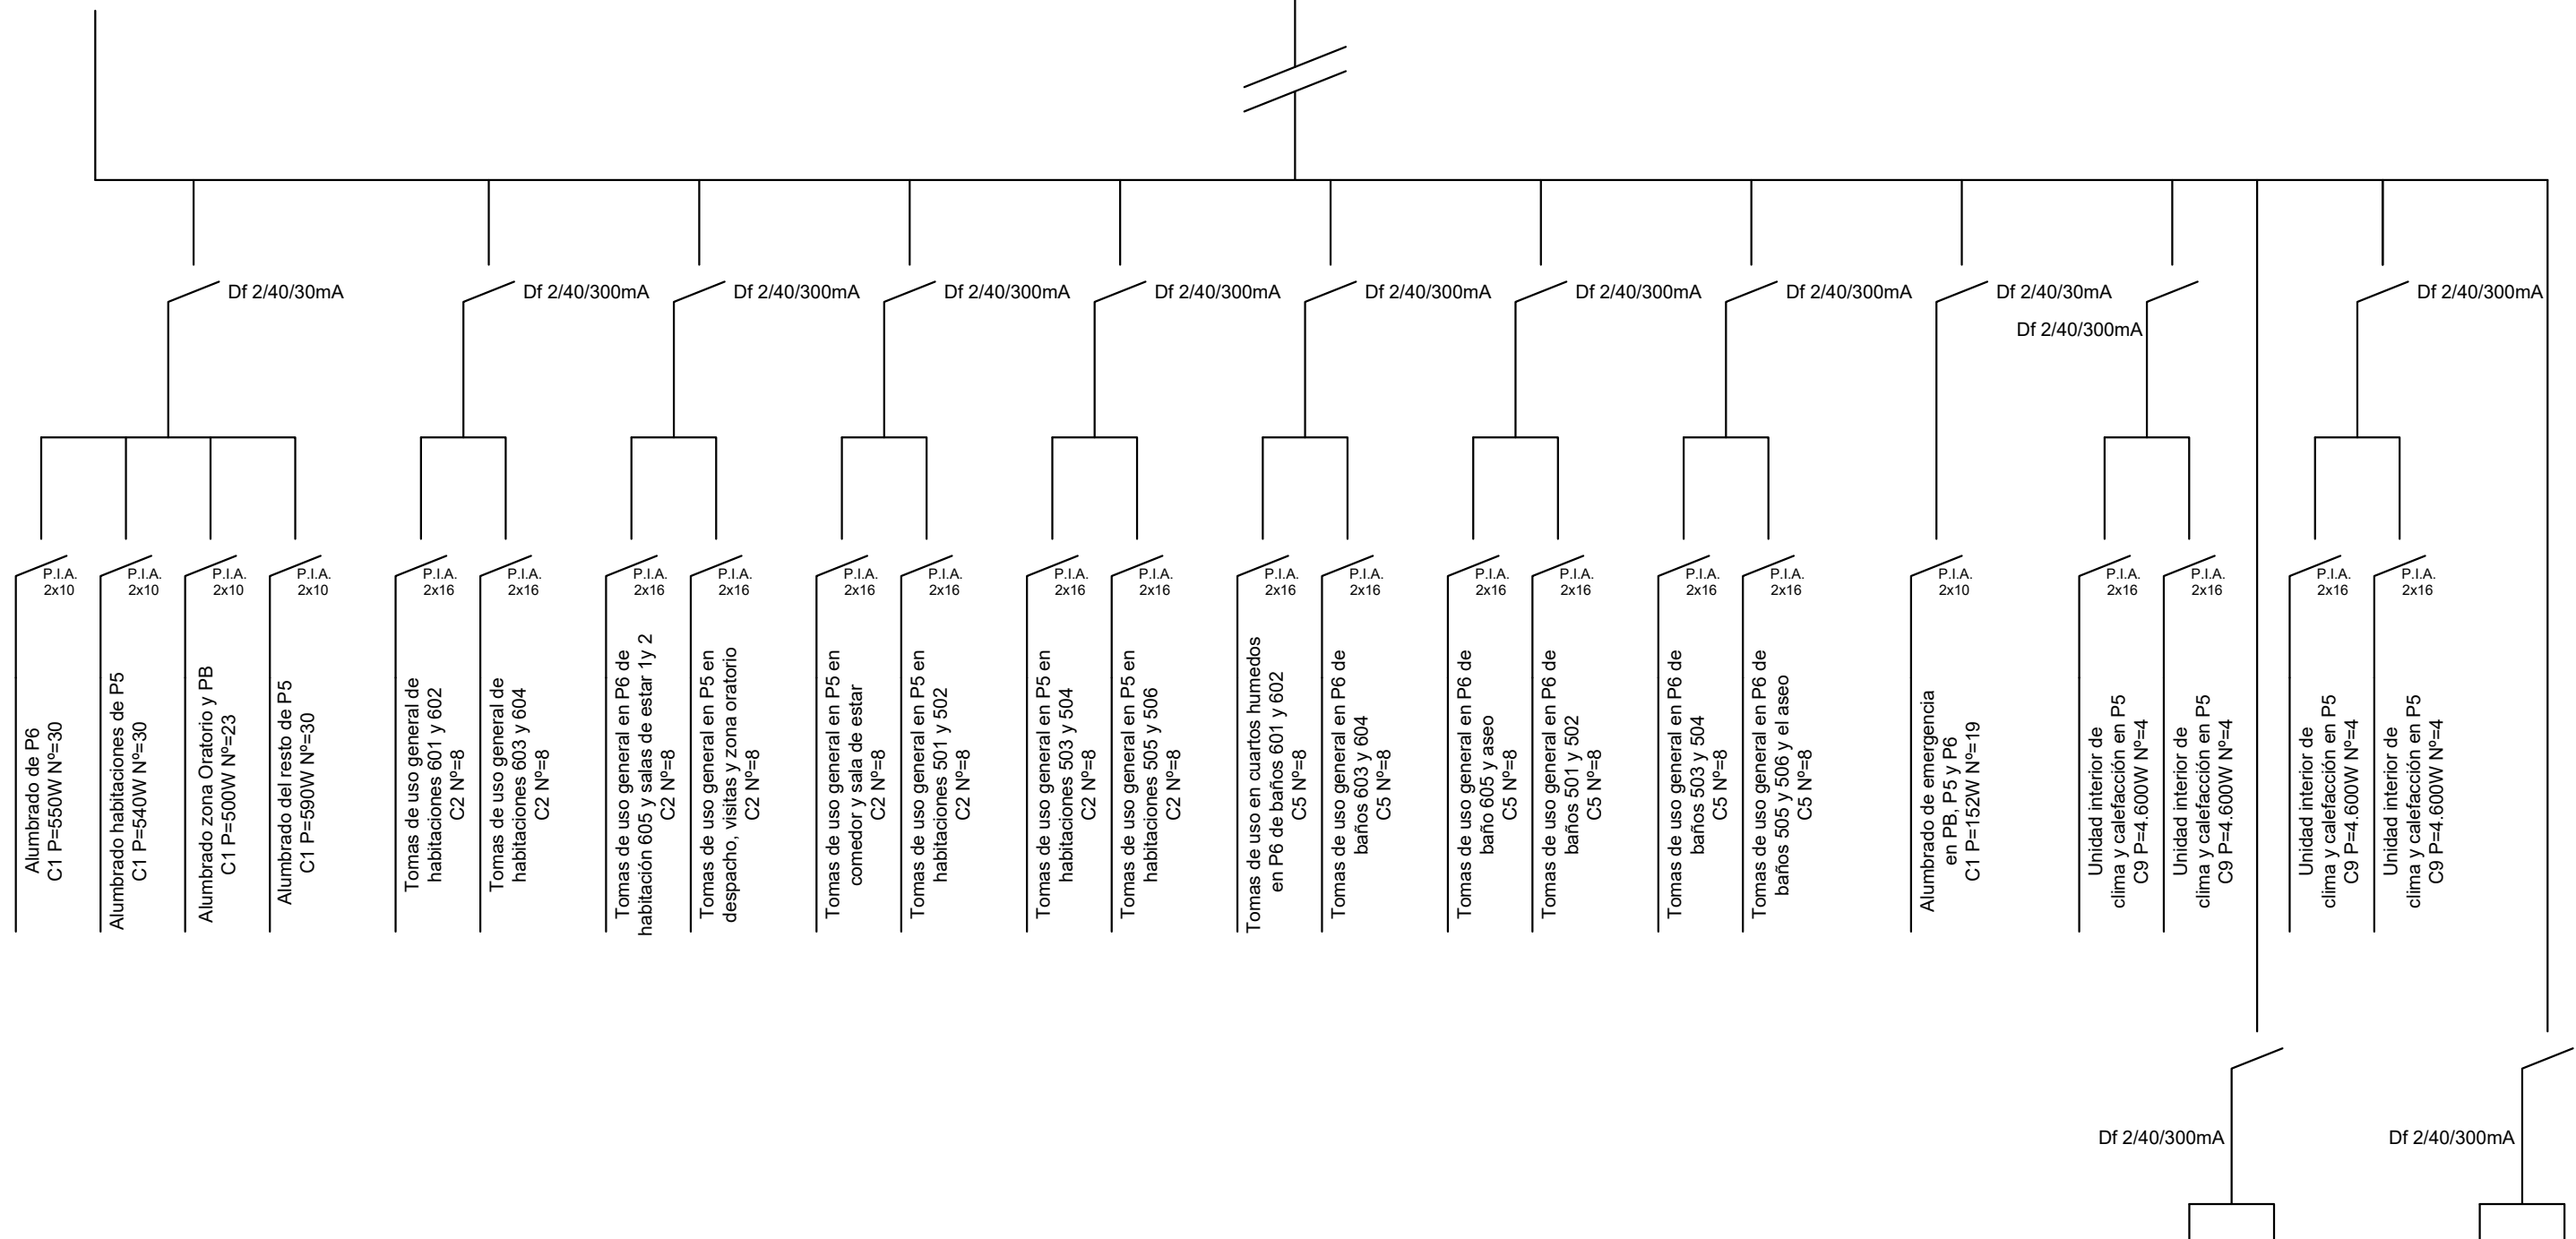 Df 2/40/30mA
Df 2/40/300mA
Df 2/40/300mA
Df 2/40/300mA
Df 2/40/300mA
Df 2/40/300mA
Df 2/40/300mA
Df 2/40/300mA
Df 2/40/30mA
Df 2/40/300mA
Df 2/40/300mA
P.I.A.
2x10
P.I.A.
2x10
P.I.A.
2x10
P.I.A.
2x10
P.I.A.
2x16
P.I.A.
2x16
P.I.A.
2x16
P.I.A.
2x16
P.I.A.
2x16
P.I.A.
2x16
P.I.A.
2x16
P.I.A.
2x16
P.I.A.
2x16
P.I.A.
2x16
P.I.A.
2x16
P.I.A.
2x16
P.I.A.
2x16
P.I.A.
2x16
P.I.A.
2x10
P.I.A.
2x16
P.I.A.
2x16
P.I.A.
2x16
P.I.A.
2x16
Alumbrado de P6
C1 P=550W Nº=30
Alumbrado habitaciones de P5
C1 P=540W Nº=30
Alumbrado zona Oratorio y PB
C1 P=500W Nº=23
Alumbrado del resto de P5
C1 P=590W Nº=30
Tomas de uso general de
habitaciones 601 y 602
C2 Nº=8
Tomas de uso general de
habitaciones 603 y 604
C2 Nº=8
Tomas de uso general en P6 de
habitación 605 y salas de estar 1y 2
C2 Nº=8
Tomas de uso general en P5 en
despacho, visitas y zona oratorio
C2 Nº=8
Tomas de uso general en P5 en
comedor y sala de estar
C2 Nº=8
Tomas de uso general en P5 en
habitaciones 501 y 502
C2 Nº=8
Tomas de uso general en P5 en
habitaciones 503 y 504
C2 Nº=8
Tomas de uso general en P5 en
habitaciones 505 y 506
C2 Nº=8
Tomas de uso en cuartos humedos
en P6 de baños 601 y 602
C5 Nº=8
Tomas de uso general en P6 de
baños 603 y 604
C5 Nº=8
Tomas de uso general en P6 de
baño 605 y aseo
C5 Nº=8
Tomas de uso general en P6 de
baños 501 y 502
C5 Nº=8
Tomas de uso general en P6 de
baños 503 y 504
C5 Nº=8
Tomas de uso general en P6 de
baños 505 y 506 y el aseo
C5 Nº=8
Alumbrado de emergencia
en PB, P5 y P6
C1 P=152W Nº=19
Unidad interior de
clima y calefacción en P5
C9 P=4.600W Nº=4
Unidad interior de
clima y calefacción en P5
C9 P=4.600W Nº=4
Unidad interior de
clima y calefacción en P5
C9 P=4.600W Nº=4
Unidad interior de
clima y calefacción en P5
C9 P=4.600W Nº=4
Df 2/40/300mA
Df 2/40/300mA